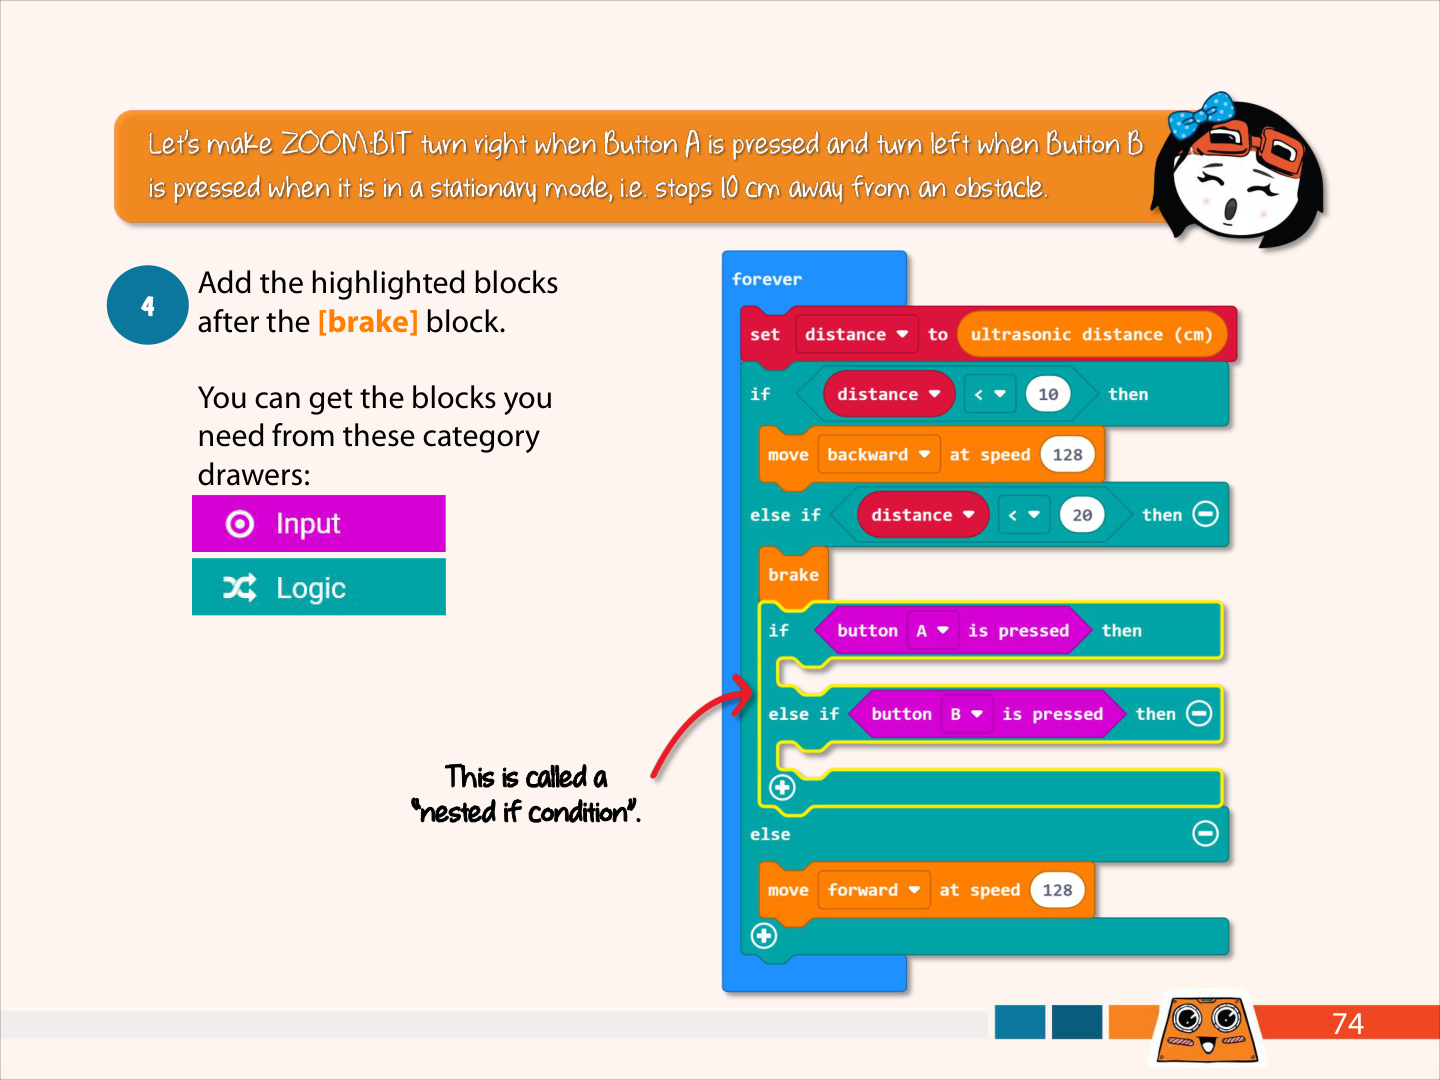 Let's make ZOOM:BIT turn right when Button A is pressed and turn left when Button B
is pressed when it is in a stationary mode, i.e. stops 10 cm away from an obstacle.
4
Add the highlighted blocks
after the [brake] block.
You can get the blocks you
need from these category
drawers:
Input
Logic
This is called a
"nested if condition".
forever
set distance to ultrasonic distance (cm)
if distance < 10 then
move backward at speed 128
else if distance < 20 then
brake
if button A is pressed then
else if button B is pressed then
else
move forward at speed 128
74